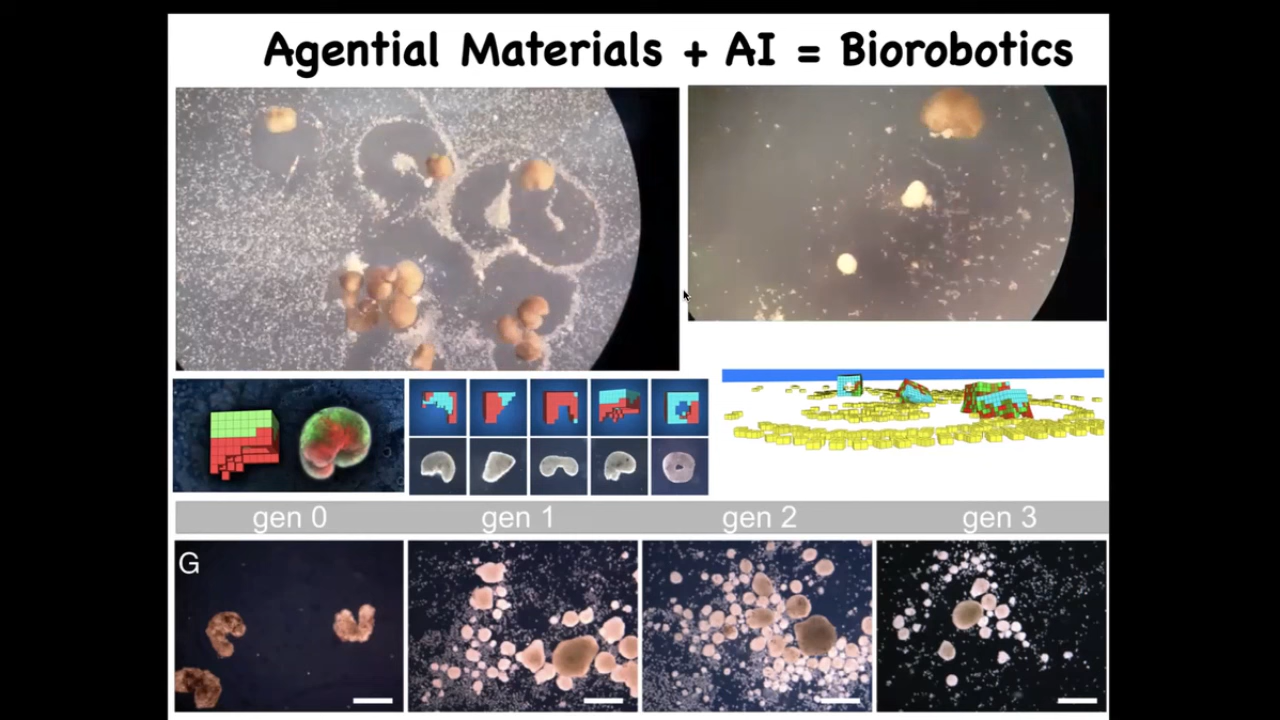 Agential Materials + AI = Biorobotics
gen 0 gen 1 gen 2 gen 3
G